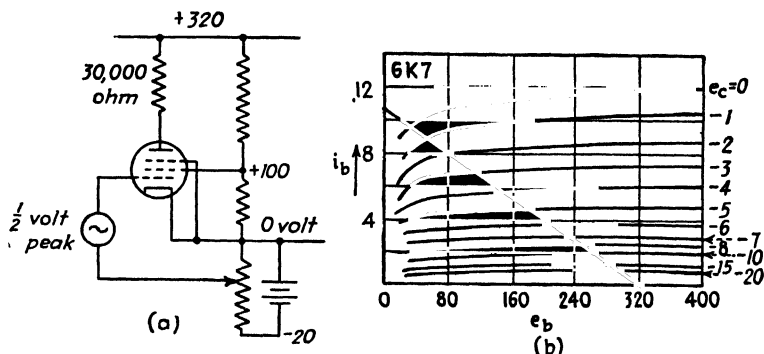 +320
30,000
ohm
+100
½ volt
peak
0 volt
-20
(a)
6K7
.12
8
4
0
i_b
e_c=0
-1
-2
-3
-4
-5
-6
-7
-8
-10
-15
-20
0 80 160 240 320 400
e_b
(b)